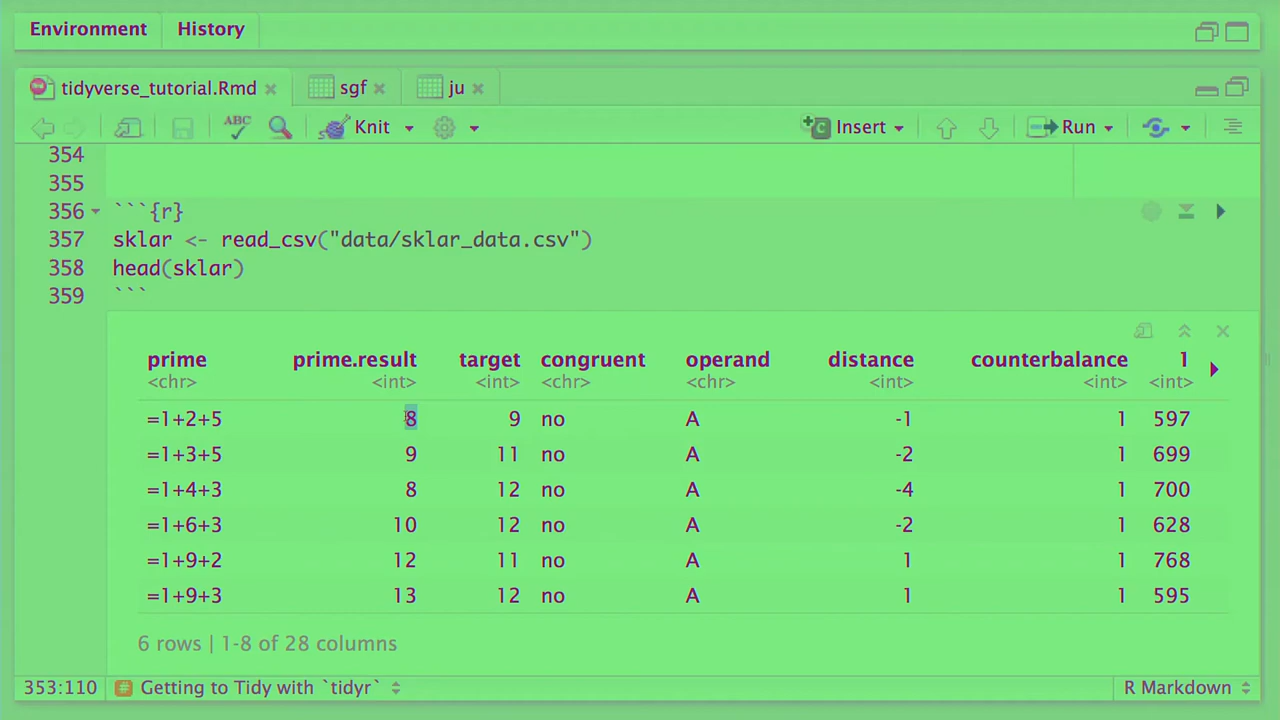 Environment History
tidyverse_tutorial.Rmd sgf ju
ABC Knit Insert Run
354
355
356 ```{r}
357 sklar <- read_csv("data/sklar_data.csv")
358 head(sklar)
359 ```
prime prime.result target congruent operand distance counterbalance 1
<chr> <int> <int> <chr> <chr> <int> <int> <int>
=1+2+5 8 9 no A -1 1 597
=1+3+5 9 11 no A -2 1 699
=1+4+3 8 12 no A -4 1 700
=1+6+3 10 12 no A -2 1 628
=1+9+2 12 11 no A 1 1 768
=1+9+3 13 12 no A 1 1 595
6 rows | 1-8 of 28 columns
353:110 # Getting to Tidy with `tidyr` R Markdown